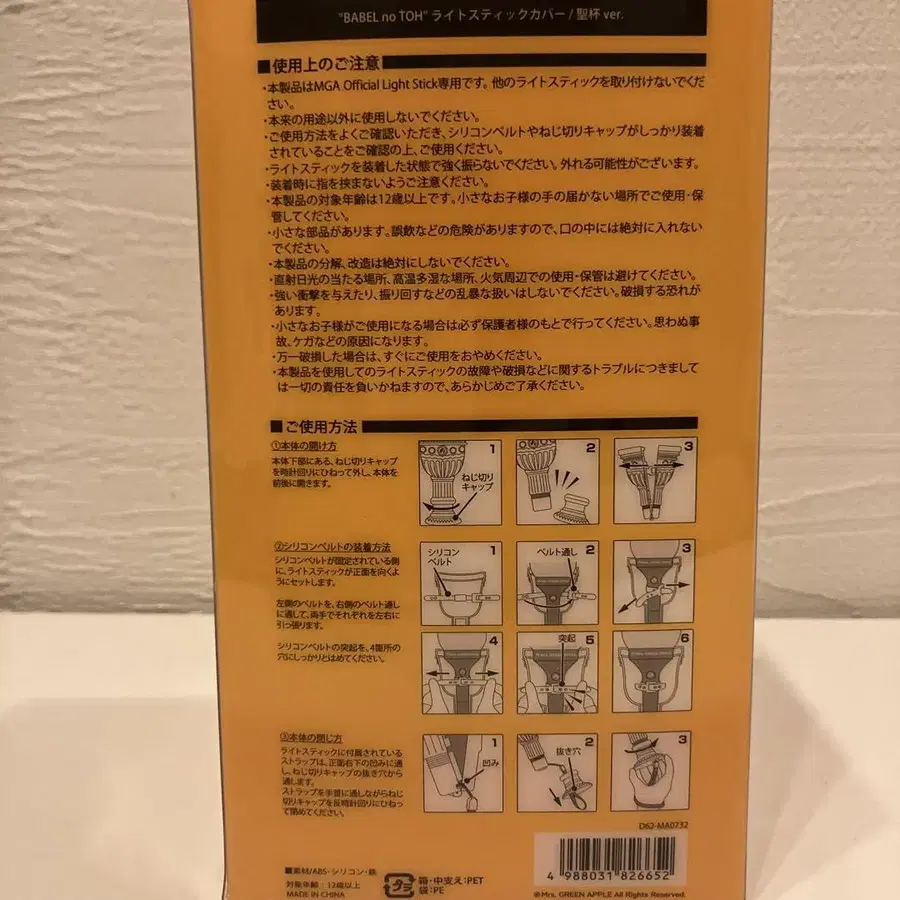 "BABEL no TOH" ライトスティックカバー / 聖杯 ver.
■使用上のご注意
・本製品はMGA Official Light Stick専用です。他のライトスティックを取り付けないでくだ
さい。
・本来の用途以外に使用しないでください。
・ご使用方法をよくご確認いただき、シリコンベルトやねじ切りキャップがしっかり装着
されていることをご確認の上、ご使用ください。
・ライトスティックを装着した状態で強く振らないでください。外れる可能性がございます。
・装着時に指を挟まないようご注意ください。
・本製品の対象年齢は12歳以上です。小さなお子様の手の届かない場所でご使用・保
管してください。
・小さな部品があります。誤飲などの危険がありますので、口の中には絶対に入れない
でください。
・本製品の分解、改造は絶対にしないでください。
・直射日光の当たる場所、高温多湿な場所、火気周辺での使用・保管は避けてください。
・強い衝撃を与えたり、振り回すなどの乱暴な扱いはしないでください。破損する恐れが
あります。
・小さなお子様がご使用になる場合は必ず保護者様のもとで行ってください。思わぬ事
故、ケガなどの原因になります。
・万一破損した場合は、すぐにご使用をおやめください。
・本製品を使用してのライトスティックの故障や破損などに関するトラブルにつきまして
は一切の責任を負いかねますので、あらかじめご了承ください。
■ご使用方法
①本体の開け方
本体下部にある、ねじ切りキャップ
を時計回りにひねって外し、本体を
前後に開きます。
1
ねじ切り
キャップ
2
3
②シリコンベルトの装着方法
シリコンベルトが固定されている側
に、ライトスティックが正面を向くよ
うにセットします。
左側のベルトを、右側のベルト通し
に通して、両手でそれぞれを左右に
引っ張ります。
シリコンベルトの突起を、4箇所の
穴にしっかりとはめてください。
シリコン
ベルト
1
ベルト通し
2
3
4
突起
5
6
③本体の閉じ方
ライトスティックに付属されている
ストラップは、正面右下の凹みに通
し、ねじ切りキャップの抜き穴から
通します。
ストラップを手首に通しながらねじ
切りキャップを反時計回りにひねっ
て閉めてください。
1
凹み
2
抜き穴
3
D62-MA0732
■素材/ABS・シリコン・鉄
対象年齢：12歳以上
MADE IN CHINA
プラ
箱・中支え：PET
袋：PE
4 988031 826652
©Mrs. GREEN APPLE All Rights Reserved.